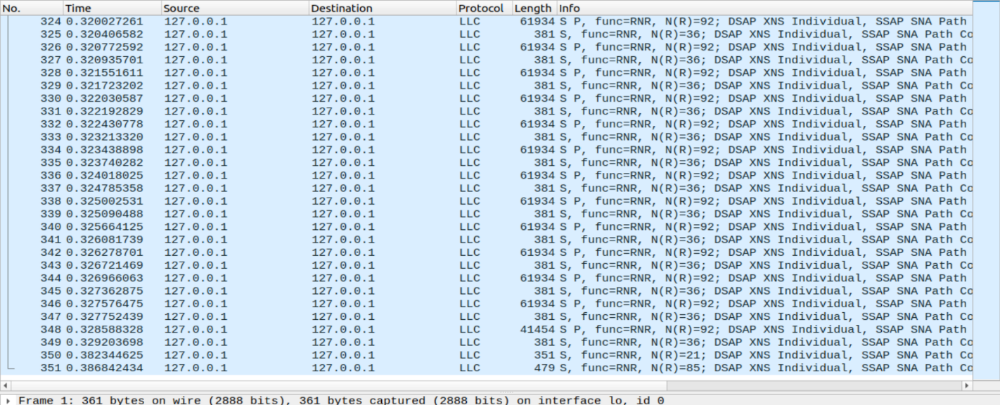 No. Time Source Destination Protocol Length Info
324 0.320027261 127.0.0.1 127.0.0.1 LLC 61934 S P, func=RNR, N(R)=92; DSAP XNS Individual, SSAP SNA Path
325 0.320406582 127.0.0.1 127.0.0.1 LLC 381 S, func=RNR, N(R)=36; DSAP XNS Individual, SSAP SNA Path Co
326 0.320772592 127.0.0.1 127.0.0.1 LLC 61934 S P, func=RNR, N(R)=92; DSAP XNS Individual, SSAP SNA Path
327 0.320935701 127.0.0.1 127.0.0.1 LLC 381 S, func=RNR, N(R)=36; DSAP XNS Individual, SSAP SNA Path Co
328 0.321551611 127.0.0.1 127.0.0.1 LLC 61934 S P, func=RNR, N(R)=92; DSAP XNS Individual, SSAP SNA Path
329 0.321723202 127.0.0.1 127.0.0.1 LLC 381 S, func=RNR, N(R)=36; DSAP XNS Individual, SSAP SNA Path Co
330 0.322030587 127.0.0.1 127.0.0.1 LLC 61934 S P, func=RNR, N(R)=92; DSAP XNS Individual, SSAP SNA Path
331 0.322192829 127.0.0.1 127.0.0.1 LLC 381 S, func=RNR, N(R)=36; DSAP XNS Individual, SSAP SNA Path Co
332 0.322430778 127.0.0.1 127.0.0.1 LLC 61934 S P, func=RNR, N(R)=92; DSAP XNS Individual, SSAP SNA Path
333 0.323213320 127.0.0.1 127.0.0.1 LLC 381 S, func=RNR, N(R)=36; DSAP XNS Individual, SSAP SNA Path Co
334 0.323438898 127.0.0.1 127.0.0.1 LLC 61934 S P, func=RNR, N(R)=92; DSAP XNS Individual, SSAP SNA Path
335 0.323740282 127.0.0.1 127.0.0.1 LLC 381 S, func=RNR, N(R)=36; DSAP XNS Individual, SSAP SNA Path Co
336 0.324018025 127.0.0.1 127.0.0.1 LLC 61934 S P, func=RNR, N(R)=92; DSAP XNS Individual, SSAP SNA Path
337 0.324785358 127.0.0.1 127.0.0.1 LLC 381 S, func=RNR, N(R)=36; DSAP XNS Individual, SSAP SNA Path Co
338 0.325002531 127.0.0.1 127.0.0.1 LLC 61934 S P, func=RNR, N(R)=92; DSAP XNS Individual, SSAP SNA Path
339 0.325090488 127.0.0.1 127.0.0.1 LLC 381 S, func=RNR, N(R)=36; DSAP XNS Individual, SSAP SNA Path Co
340 0.325664125 127.0.0.1 127.0.0.1 LLC 61934 S P, func=RNR, N(R)=92; DSAP XNS Individual, SSAP SNA Path
341 0.326081739 127.0.0.1 127.0.0.1 LLC 381 S, func=RNR, N(R)=36; DSAP XNS Individual, SSAP SNA Path Co
342 0.326278701 127.0.0.1 127.0.0.1 LLC 61934 S P, func=RNR, N(R)=92; DSAP XNS Individual, SSAP SNA Path
343 0.326721469 127.0.0.1 127.0.0.1 LLC 381 S, func=RNR, N(R)=36; DSAP XNS Individual, SSAP SNA Path Co
344 0.326966063 127.0.0.1 127.0.0.1 LLC 61934 S P, func=RNR, N(R)=92; DSAP XNS Individual, SSAP SNA Path
345 0.327362875 127.0.0.1 127.0.0.1 LLC 381 S, func=RNR, N(R)=36; DSAP XNS Individual, SSAP SNA Path Co
346 0.327576475 127.0.0.1 127.0.0.1 LLC 61934 S P, func=RNR, N(R)=92; DSAP XNS Individual, SSAP SNA Path
347 0.327752439 127.0.0.1 127.0.0.1 LLC 381 S, func=RNR, N(R)=36; DSAP XNS Individual, SSAP SNA Path Co
348 0.328588328 127.0.0.1 127.0.0.1 LLC 41454 S P, func=RNR, N(R)=92; DSAP XNS Individual, SSAP SNA Path
349 0.329203698 127.0.0.1 127.0.0.1 LLC 381 S, func=RNR, N(R)=36; DSAP XNS Individual, SSAP SNA Path Co
350 0.382344625 127.0.0.1 127.0.0.1 LLC 351 S, func=RNR, N(R)=21; DSAP XNS Individual, SSAP SNA Path Co
351 0.386842434 127.0.0.1 127.0.0.1 LLC 479 S, func=RNR, N(R)=85; DSAP XNS Individual, SSAP SNA Path Co
Frame 1: 361 bytes on wire (2888 bits), 361 bytes captured (2888 bits) on interface lo, id 0